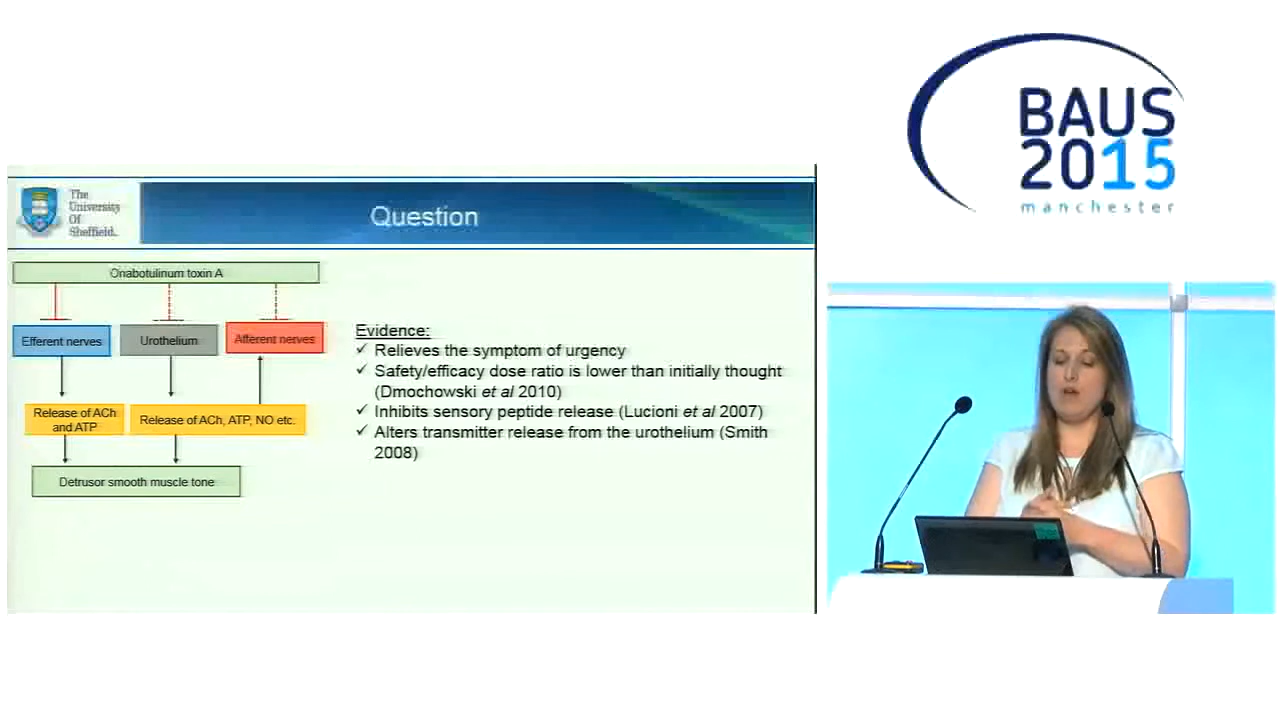 BAUS
2015
manchester
The
University
Of
Sheffield.
Question
Onabotulinum toxin A
Efferent nerves
Urothelium
Afferent nerves
Release of ACh
and ATP
Release of ACh, ATP, NO etc.
Detrusor smooth muscle tone
Evidence:
✓ Relieves the symptom of urgency
✓ Safety/efficacy dose ratio is lower than initially thought
(Dmochowski et al 2010)
✓ Inhibits sensory peptide release (Lucioni et al 2007)
✓ Alters transmitter release from the urothelium (Smith
2008)